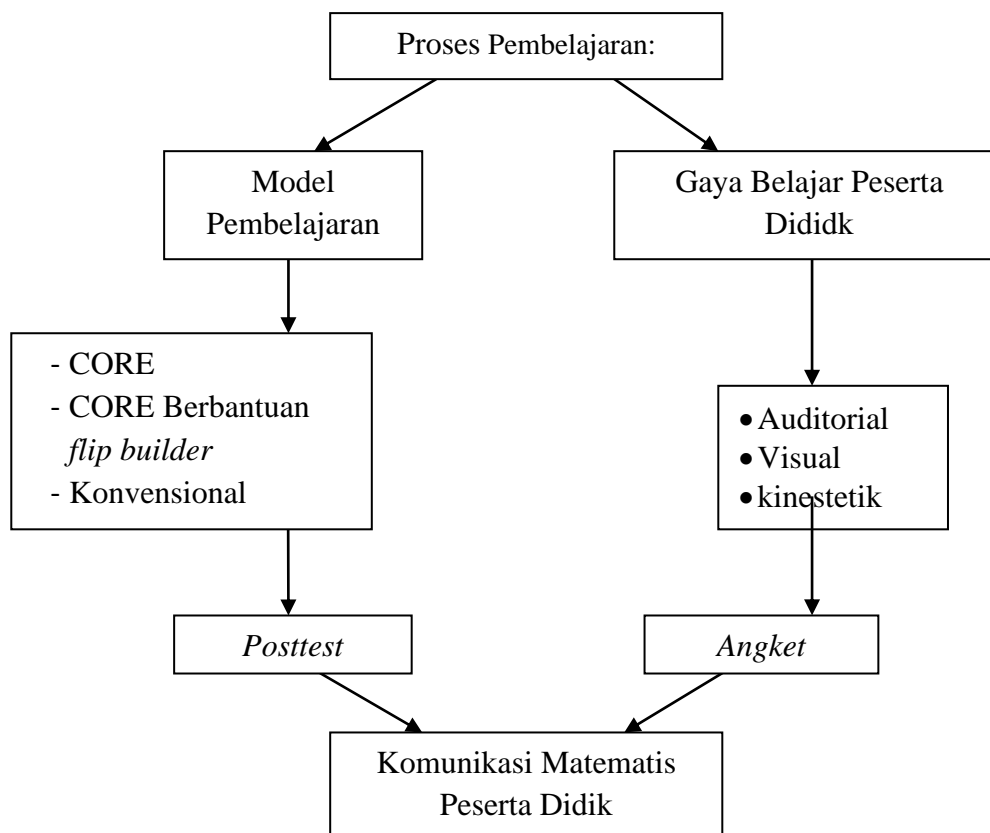 Proses Pembelajaran:
Model
Pembelajaran
Gaya Belajar Peserta
Dididk
- CORE
- CORE Berbantuan
flip builder
- Konvensional
• Auditorial
• Visual
• kinestetik
Posttest
Angket
Komunikasi Matematis
Peserta Didik